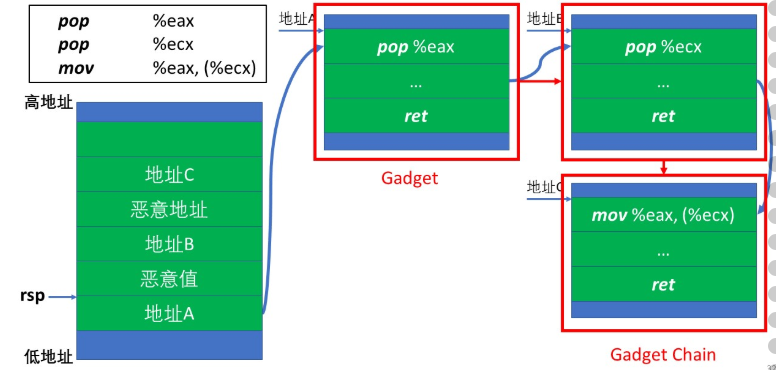 pop %eax
pop %ecx
mov %eax, (%ecx)
高地址
地址C
恶意地址
地址B
恶意值
rsp
地址A
低地址
地址A
pop %eax
...
ret
Gadget
地址B
pop %ecx
...
ret
地址C
mov %eax, (%ecx)
...
ret
Gadget Chain